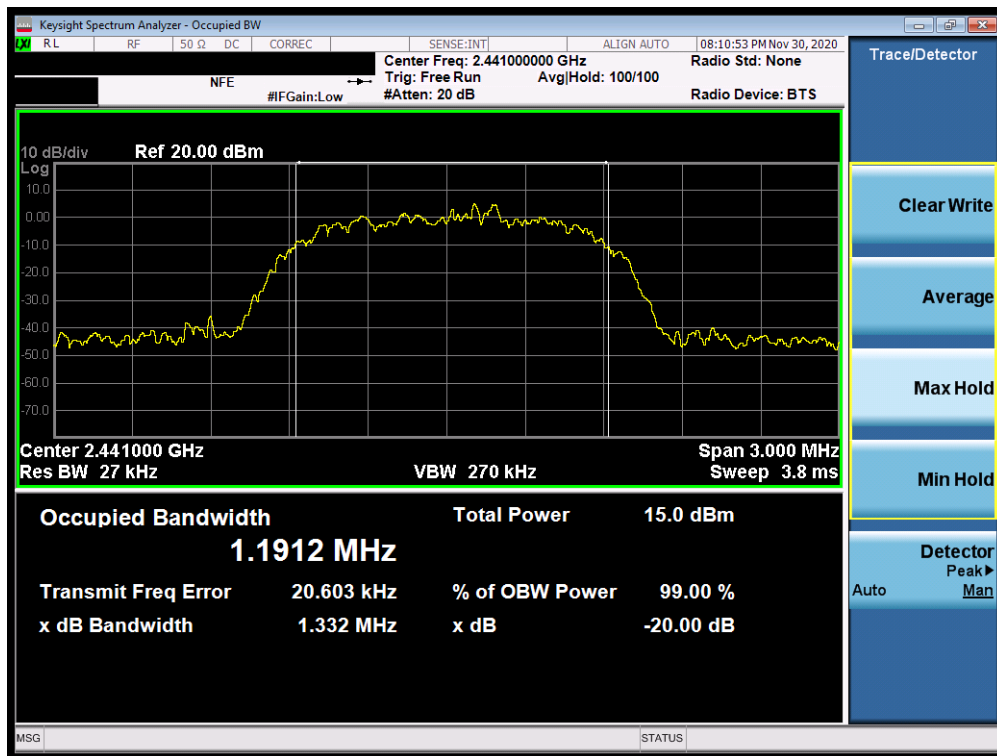 Keysight Spectrum Analyzer - Occupied BW
LXI RL RF 50 Ω DC CORREC SENSE:INT ALIGN AUTO 08:10:53 PM Nov 30, 2020
Center Freq: 2.441000000 GHz Radio Std: None
NFE Trig: Free Run Avg|Hold: 100/100
#IFGain:Low #Atten: 20 dB Radio Device: BTS
10 dB/div Ref 20.00 dBm
Log
10.0
0.00
-10.0
-20.0
-30.0
-40.0
-50.0
-60.0
-70.0
Center 2.441000 GHz Span 3.000 MHz
Res BW 27 kHz VBW 270 kHz Sweep 3.8 ms
Occupied Bandwidth Total Power 15.0 dBm
1.1912 MHz
Transmit Freq Error 20.603 kHz % of OBW Power 99.00 %
x dB Bandwidth 1.332 MHz x dB -20.00 dB
Trace/Detector
Clear Write
Average
Max Hold
Min Hold
Detector
Peak
Auto Man
MSG STATUS